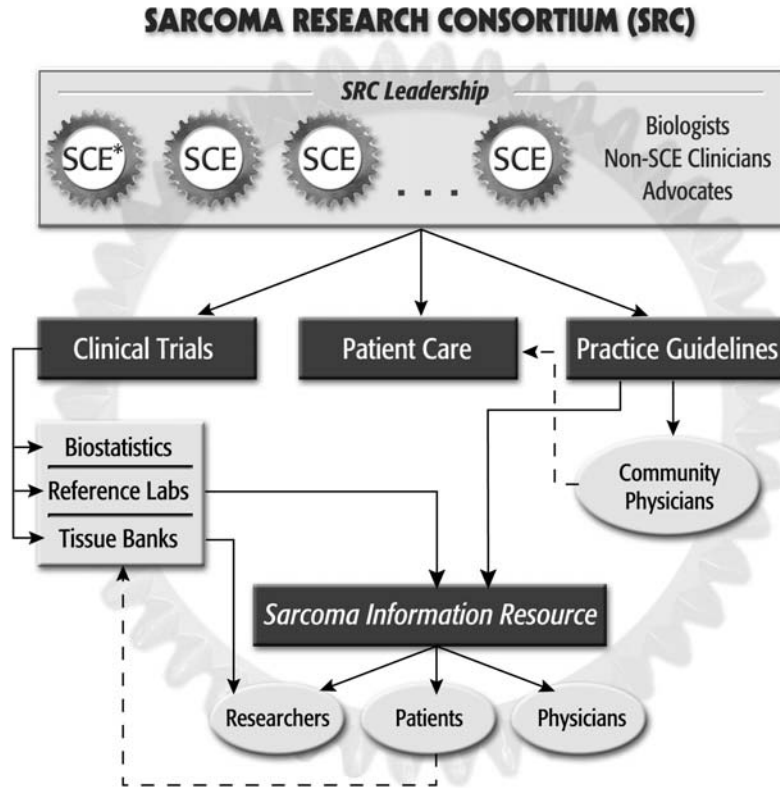 SARCOMA RESEARCH CONSORTIUM (SRC)
SRC Leadership
SCE*
SCE
SCE
. . .
SCE
Biologists
Non-SCE Clinicians
Advocates
Clinical Trials
Patient Care
Practice Guidelines
Biostatistics
Reference Labs
Tissue Banks
Community
Physicians
Sarcoma Information Resource
Researchers
Patients
Physicians